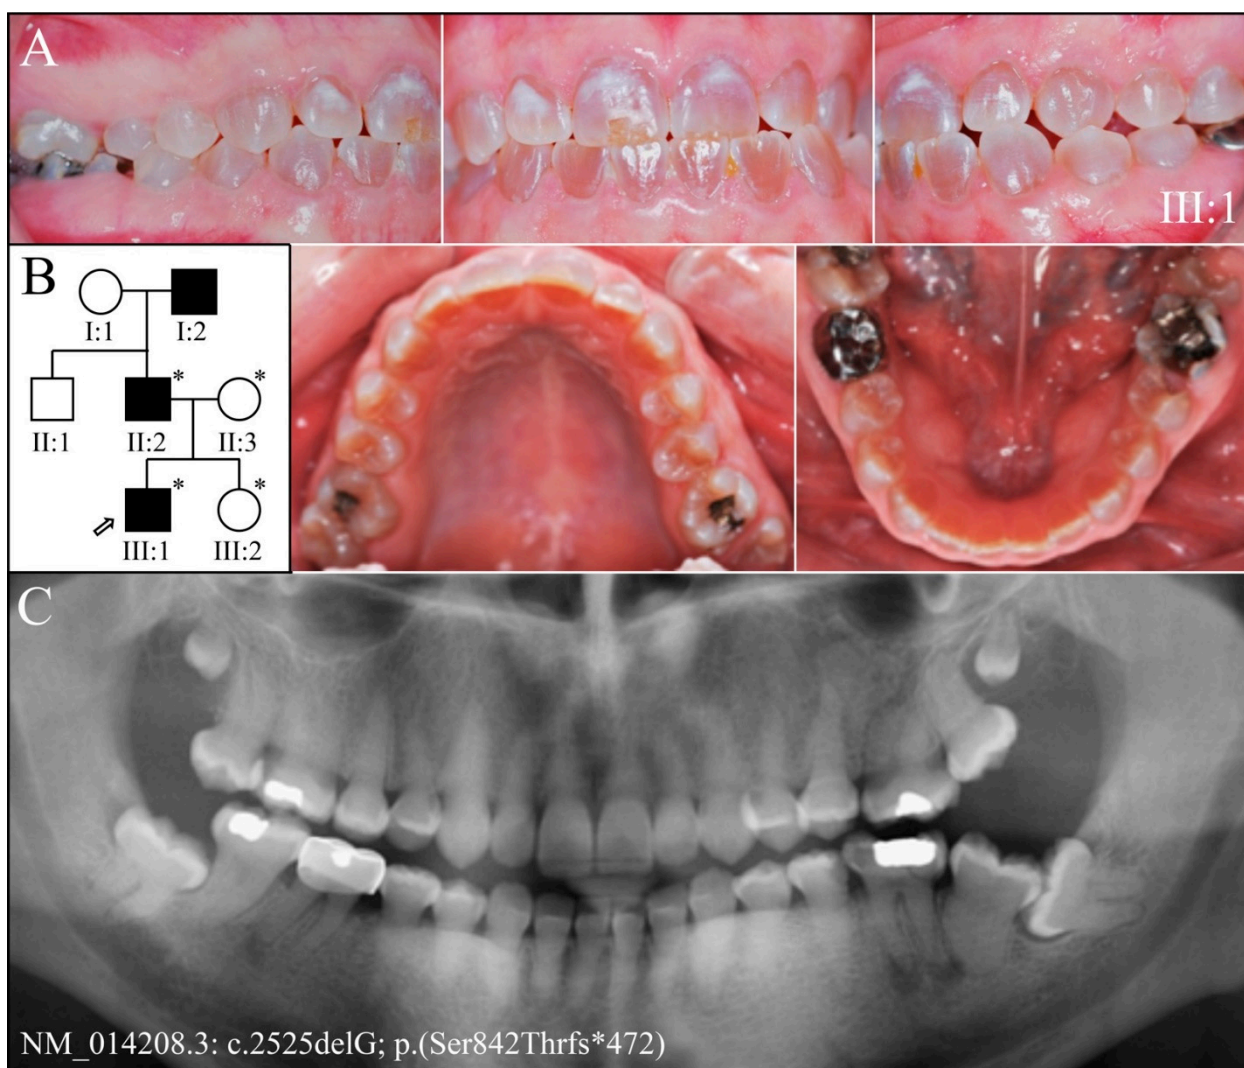 A
III:1
B
I:1 I:2
* *
II:1 II:2 II:3
* *
III:1 III:2
C
NM_014208.3: c.2525delG; p.(Ser842Thrfs*472)